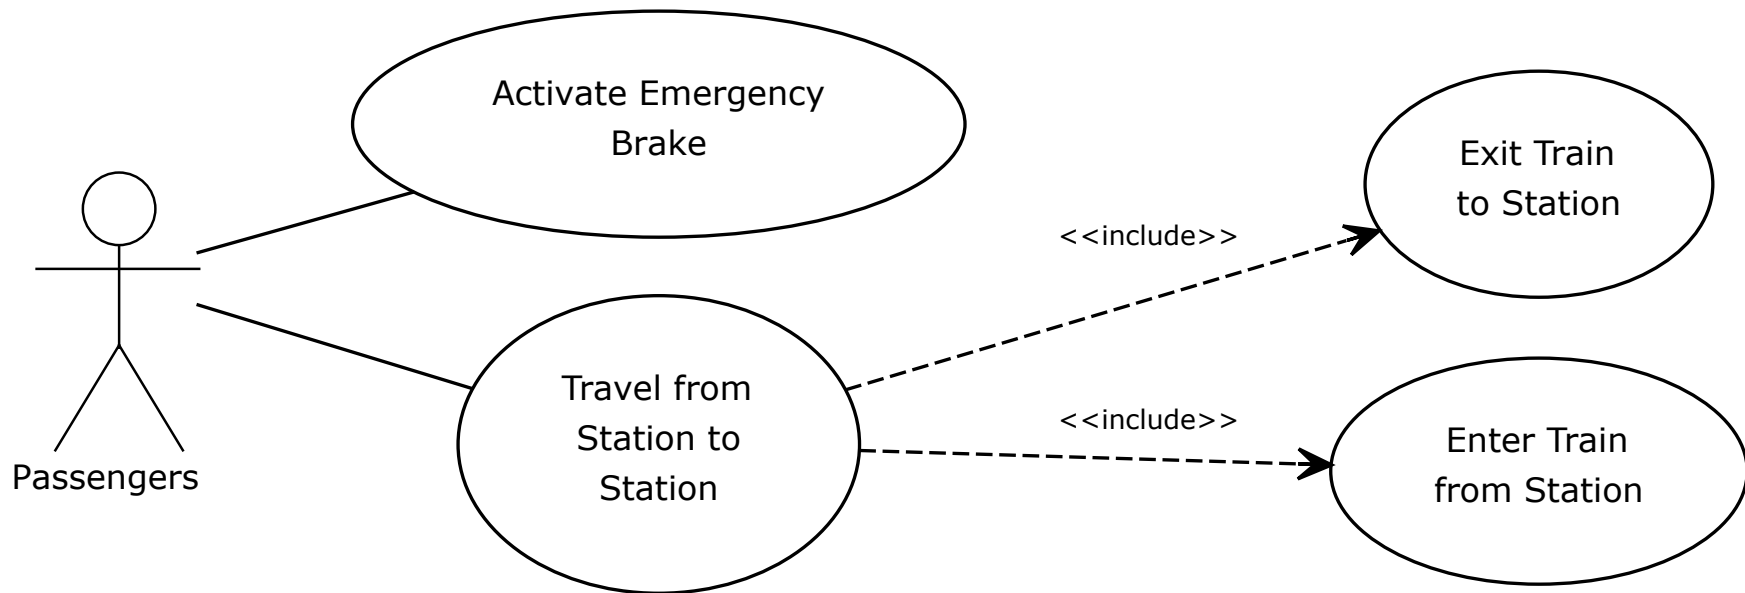 Activate Emergency
Brake
Exit Train
to Station
<<include>>
Travel from
Station to
Station
<<include>>
Enter Train
from Station
Passengers